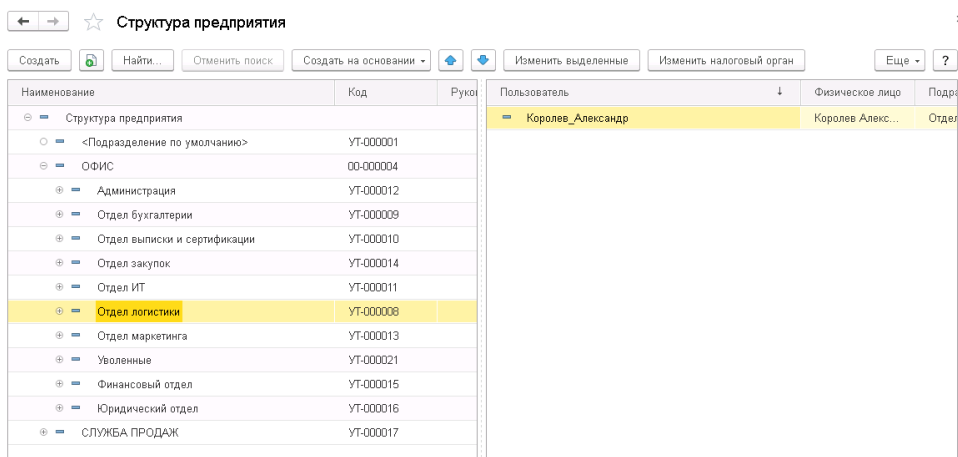 Структура предприятия
Создать Найти... Отменить поиск Создать на основании Изменить выделенные Изменить налоговый орган Еще ?
Наименование Код Руко
Структура предприятия
<Подразделение по умолчанию> УТ-000001
ОФИС 00-000004
Администрация УТ-000012
Отдел бухгалтерии УТ-000009
Отдел выписки и сертификации УТ-000010
Отдел закупок УТ-000014
Отдел ИТ УТ-000011
Отдел логистики УТ-000008
Отдел маркетинга УТ-000013
Уволенные УТ-000021
Финансовый отдел УТ-000015
Юридический отдел УТ-000016
СЛУЖБА ПРОДАЖ УТ-000017
Пользователь Физическое лицо Подра
Королев_Александр Королев Алекс... Отдел